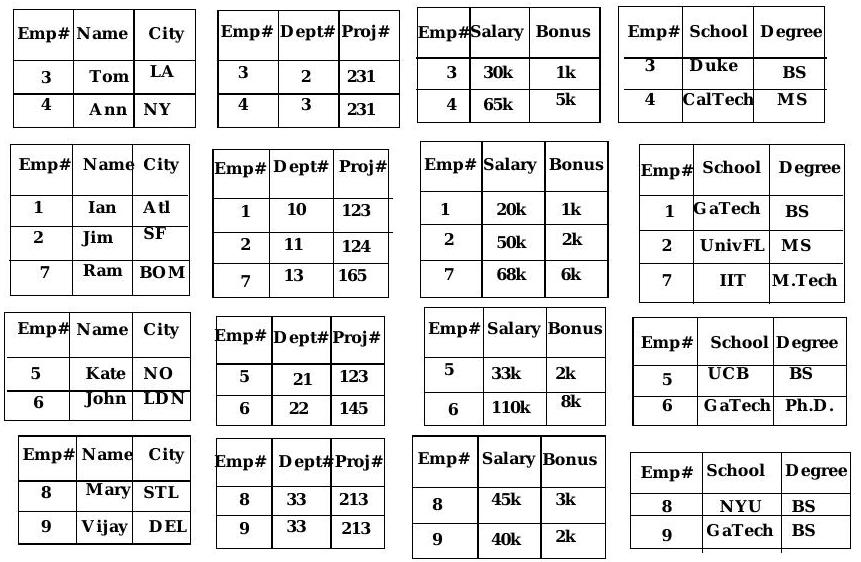 Emp# Name City Emp# Dept# Proj# Emp# Salary Bonus Emp# School Degree
3 Tom LA 3 2 231 3 30k 1k 3 Duke BS
4 Ann NY 4 3 231 4 65k 5k 4 CalTech MS
Emp# Name City Emp# Dept# Proj# Emp# Salary Bonus Emp# School Degree
1 Ian Atl 1 10 123 1 20k 1k 1 GaTech BS
2 Jim SF 2 11 124 2 50k 2k 2 UnivFL MS
7 Ram BOM 7 13 165 7 68k 6k 7 IIT M.Tech
Emp# Name City Emp# Dept# Proj# Emp# Salary Bonus Emp# School Degree
5 Kate NO 5 21 123 5 33k 2k 5 UCB BS
6 John LDN 6 22 145 6 110k 8k 6 GaTech Ph.D.
Emp# Name City Emp# Dept# Proj# Emp# Salary Bonus Emp# School Degree
8 Mary STL 8 33 213 8 45k 3k 8 NYU BS
9 Vijay DEL 9 33 213 9 40k 2k 9 GaTech BS